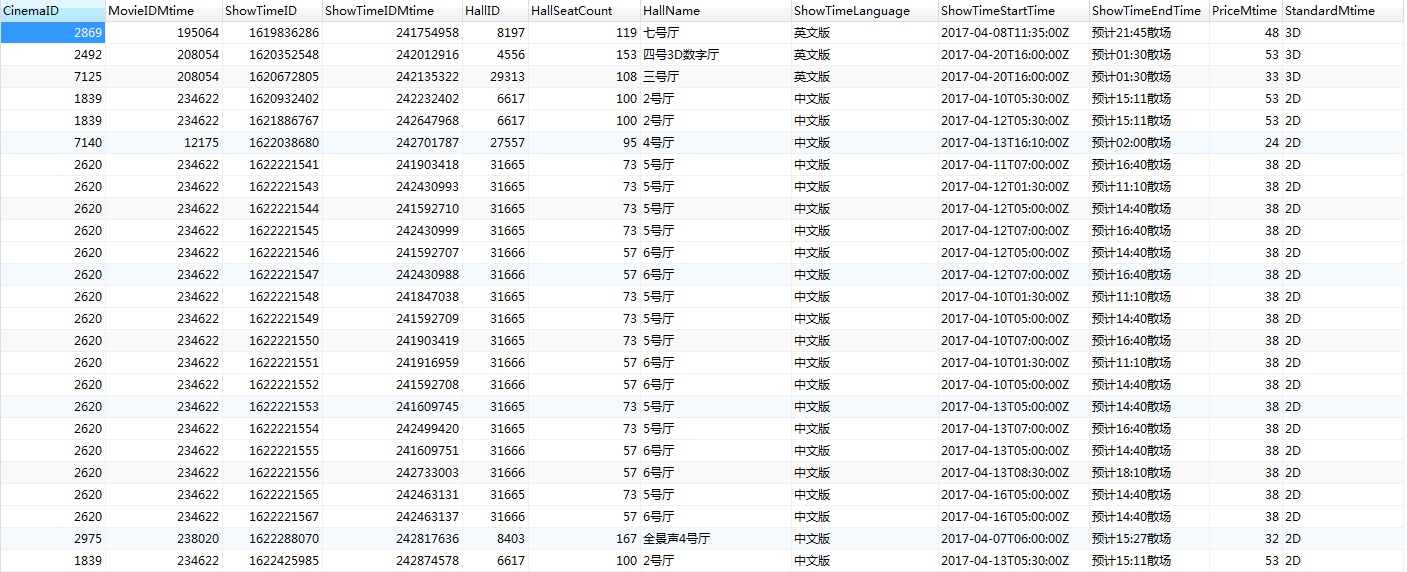 CinemaID MovieIDMtime ShowTimeID ShowTimeIDMtime HallID HallSeatCount HallName ShowTimeLanguage ShowTimeStartTime ShowTimeEndTime PriceMtime StandardMtime
2869 195064 1619836286 241754958 8197 119 七号厅 英文版 2017-04-08T11:35:00Z 预计21:45散场 48 3D
2492 208054 1620352548 242012916 4556 153 四号3D数字厅 英文版 2017-04-20T16:00:00Z 预计01:30散场 53 3D
7125 208054 1620672805 242135322 29313 108 三号厅 英文版 2017-04-20T16:00:00Z 预计01:30散场 33 3D
1839 234622 1620932402 242232402 6617 100 2号厅 中文版 2017-04-10T05:30:00Z 预计15:11散场 53 2D
1839 234622 1621886767 242647968 6617 100 2号厅 中文版 2017-04-12T05:30:00Z 预计15:11散场 53 2D
7140 12175 1622038680 242701787 27557 95 4号厅 中文版 2017-04-13T16:10:00Z 预计02:00散场 24 2D
2620 234622 1622221541 241903418 31665 73 5号厅 中文版 2017-04-11T07:00:00Z 预计16:40散场 38 2D
2620 234622 1622221543 242430993 31665 73 5号厅 中文版 2017-04-12T01:30:00Z 预计11:10散场 38 2D
2620 234622 1622221544 241592710 31665 73 5号厅 中文版 2017-04-12T05:00:00Z 预计14:40散场 38 2D
2620 234622 1622221545 242430999 31665 73 5号厅 中文版 2017-04-12T07:00:00Z 预计16:40散场 38 2D
2620 234622 1622221546 241592707 31666 57 6号厅 中文版 2017-04-12T05:00:00Z 预计14:40散场 38 2D
2620 234622 1622221547 242430988 31666 57 6号厅 中文版 2017-04-12T07:00:00Z 预计16:40散场 38 2D
2620 234622 1622221548 241847038 31665 73 5号厅 中文版 2017-04-10T01:30:00Z 预计11:10散场 38 2D
2620 234622 1622221549 241592709 31665 73 5号厅 中文版 2017-04-10T05:00:00Z 预计14:40散场 38 2D
2620 234622 1622221550 241903419 31665 73 5号厅 中文版 2017-04-10T07:00:00Z 预计16:40散场 38 2D
2620 234622 1622221551 241916959 31666 57 6号厅 中文版 2017-04-10T01:30:00Z 预计11:10散场 38 2D
2620 234622 1622221552 241592708 31666 57 6号厅 中文版 2017-04-10T05:00:00Z 预计14:40散场 38 2D
2620 234622 1622221553 241609745 31665 73 5号厅 中文版 2017-04-13T05:00:00Z 预计14:40散场 38 2D
2620 234622 1622221554 242499420 31665 73 5号厅 中文版 2017-04-13T07:00:00Z 预计16:40散场 38 2D
2620 234622 1622221555 241609751 31666 57 6号厅 中文版 2017-04-13T05:00:00Z 预计14:40散场 38 2D
2620 234622 1622221556 242733003 31666 57 6号厅 中文版 2017-04-13T08:30:00Z 预计18:10散场 38 2D
2620 234622 1622221565 242463131 31665 73 5号厅 中文版 2017-04-16T05:00:00Z 预计14:40散场 38 2D
2620 234622 1622221567 242463137 31666 57 6号厅 中文版 2017-04-16T05:00:00Z 预计14:40散场 38 2D
2975 238020 1622288070 242817636 8403 167 全景声4号厅 中文版 2017-04-07T06:00:00Z 预计15:27散场 32 2D
1839 234622 1622425985 242874578 6617 100 2号厅 中文版 2017-04-13T05:30:00Z 预计15:11散场 53 2D